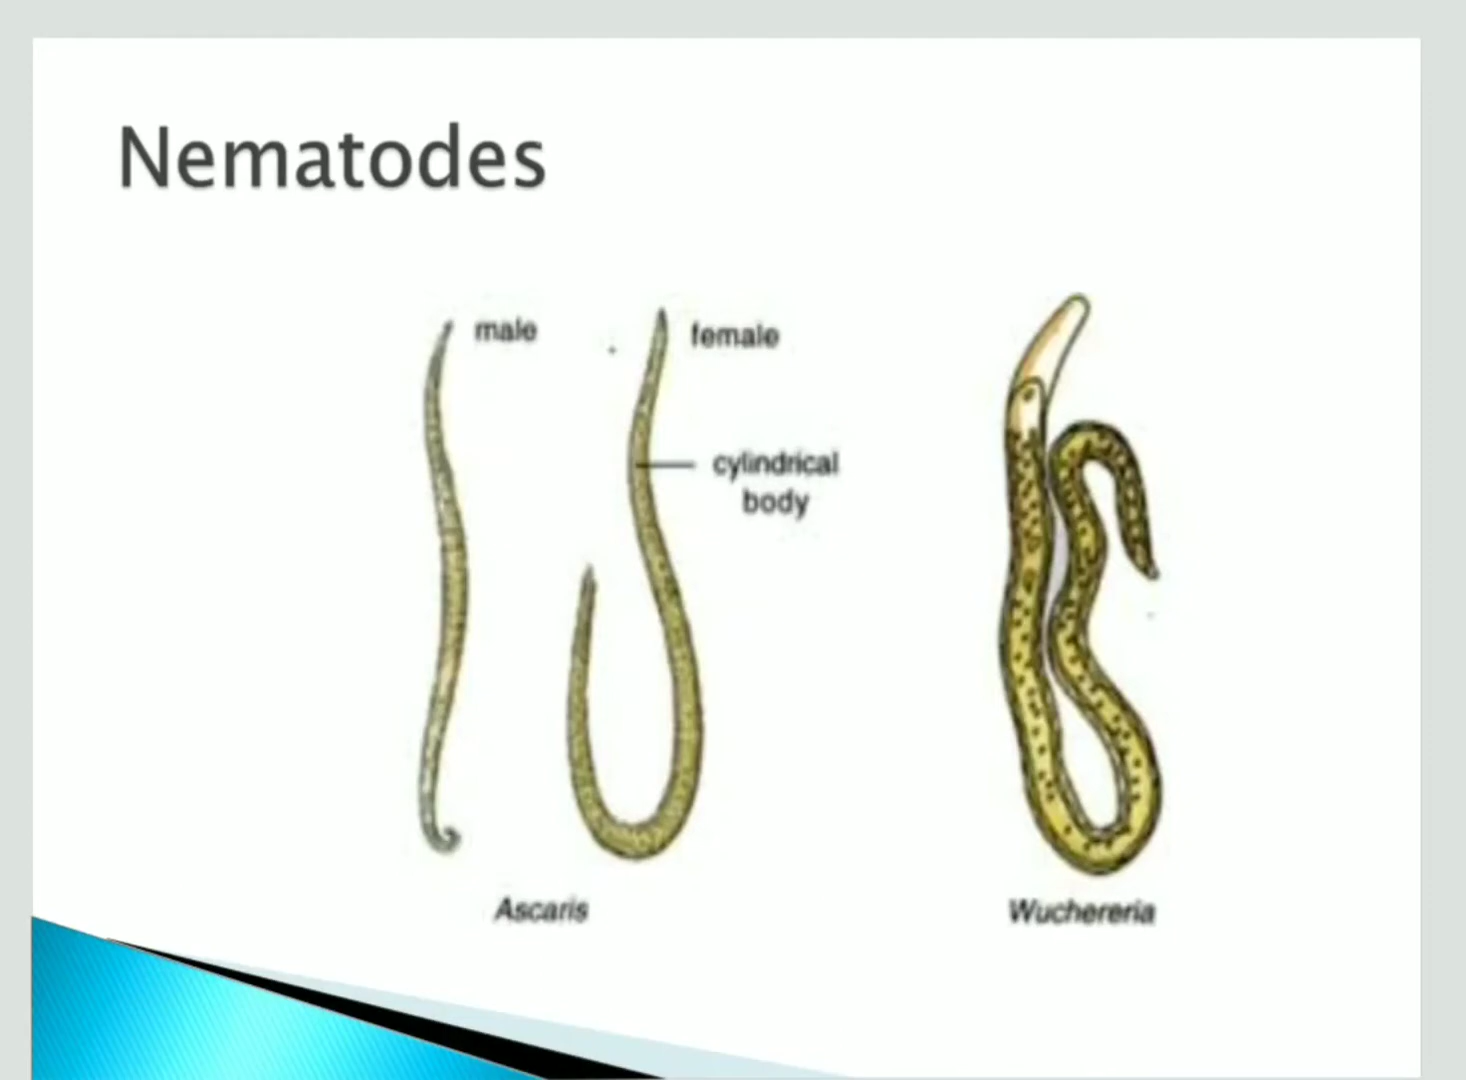 Nematodes
male
female
cylindrical
body
Ascaris
Wuchereria